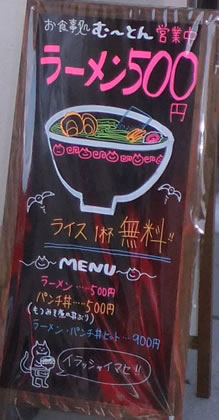 お食事処 む〜とん 営業中
ラーメン500円
ライス1杯 無料!!
〜MENU〜
ラーメン‥‥500円
パンチ丼‥‥500円
ラーメン・パンチ丼セット‥‥900円
イラッシャイマセ!!